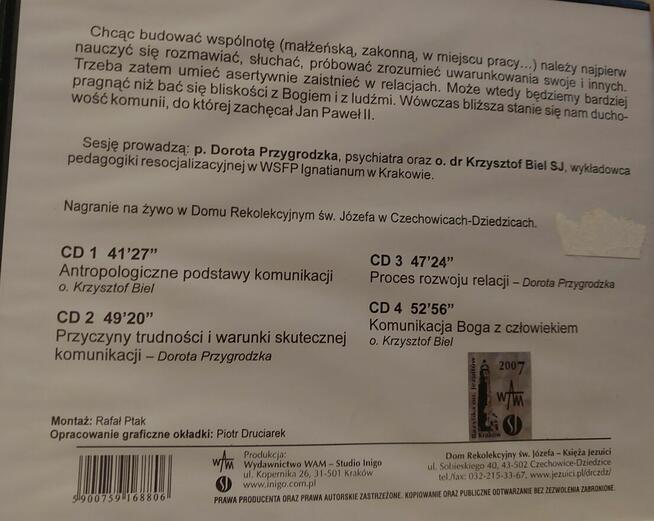 Chcąc budować wspólnotę (małżeńską, zakonną, w miejscu pracy...) należy najpierw
nauczyć się rozmawiać, słuchać, próbować zrozumieć uwarunkowania swoje i innych.
Trzeba zatem umieć asertywnie zaistnieć w relacjach. Może wtedy będziemy bardziej
pragnąć niż bać się bliskości z Bogiem i z ludźmi. Wówczas bliższa stanie się nam ducho-
wość komunii, do której zachęcał Jan Paweł II.
Sesję prowadzą: p. Dorota Przygrodzka, psychiatra oraz o. dr Krzysztof Biel SJ, wykładowca
pedagogiki resocjalizacyjnej w WSFP Ignatianum w Krakowie.
Nagranie na żywo w Domu Rekolekcyjnym św. Józefa w Czechowicach-Dziedzicach.
CD 1 41'27"
Antropologiczne podstawy komunikacji
o. Krzysztof Biel
CD 2 49'20"
Przyczyny trudności i warunki skutecznej
komunikacji – Dorota Przygrodzka
CD 3 47'24"
Proces rozwoju relacji – Dorota Przygrodzka
CD 4 52'56"
Komunikacja Boga z człowiekiem
o. Krzysztof Biel
2007
WAM
SJ
Bazylika oo. Jezuitów
Kraków
Montaż: Rafał Ptak
Opracowanie graficzne okładki: Piotr Druciarek
5900759168806
WAM
SJ
Produkcja:
Wydawnictwo WAM – Studio Inigo
ul. Kopernika 26, 31-501 Kraków
www.inigo.com.pl
Dom Rekolekcyjny św. Józefa – Księża Jezuici
ul. Sobieskiego 40, 43-502 Czechowice-Dziedzice
tel./fax: 032-215-33-67, www.jezuici.pl/drczdz/
PRAWA PRODUCENTA ORAZ PRAWA AUTORSKIE ZASTRZEŻONE. KOPIOWANIE ORAZ PUBLICZNE ODTWARZANIE BEZ ZEZWOLENIA ZABRONIONE.